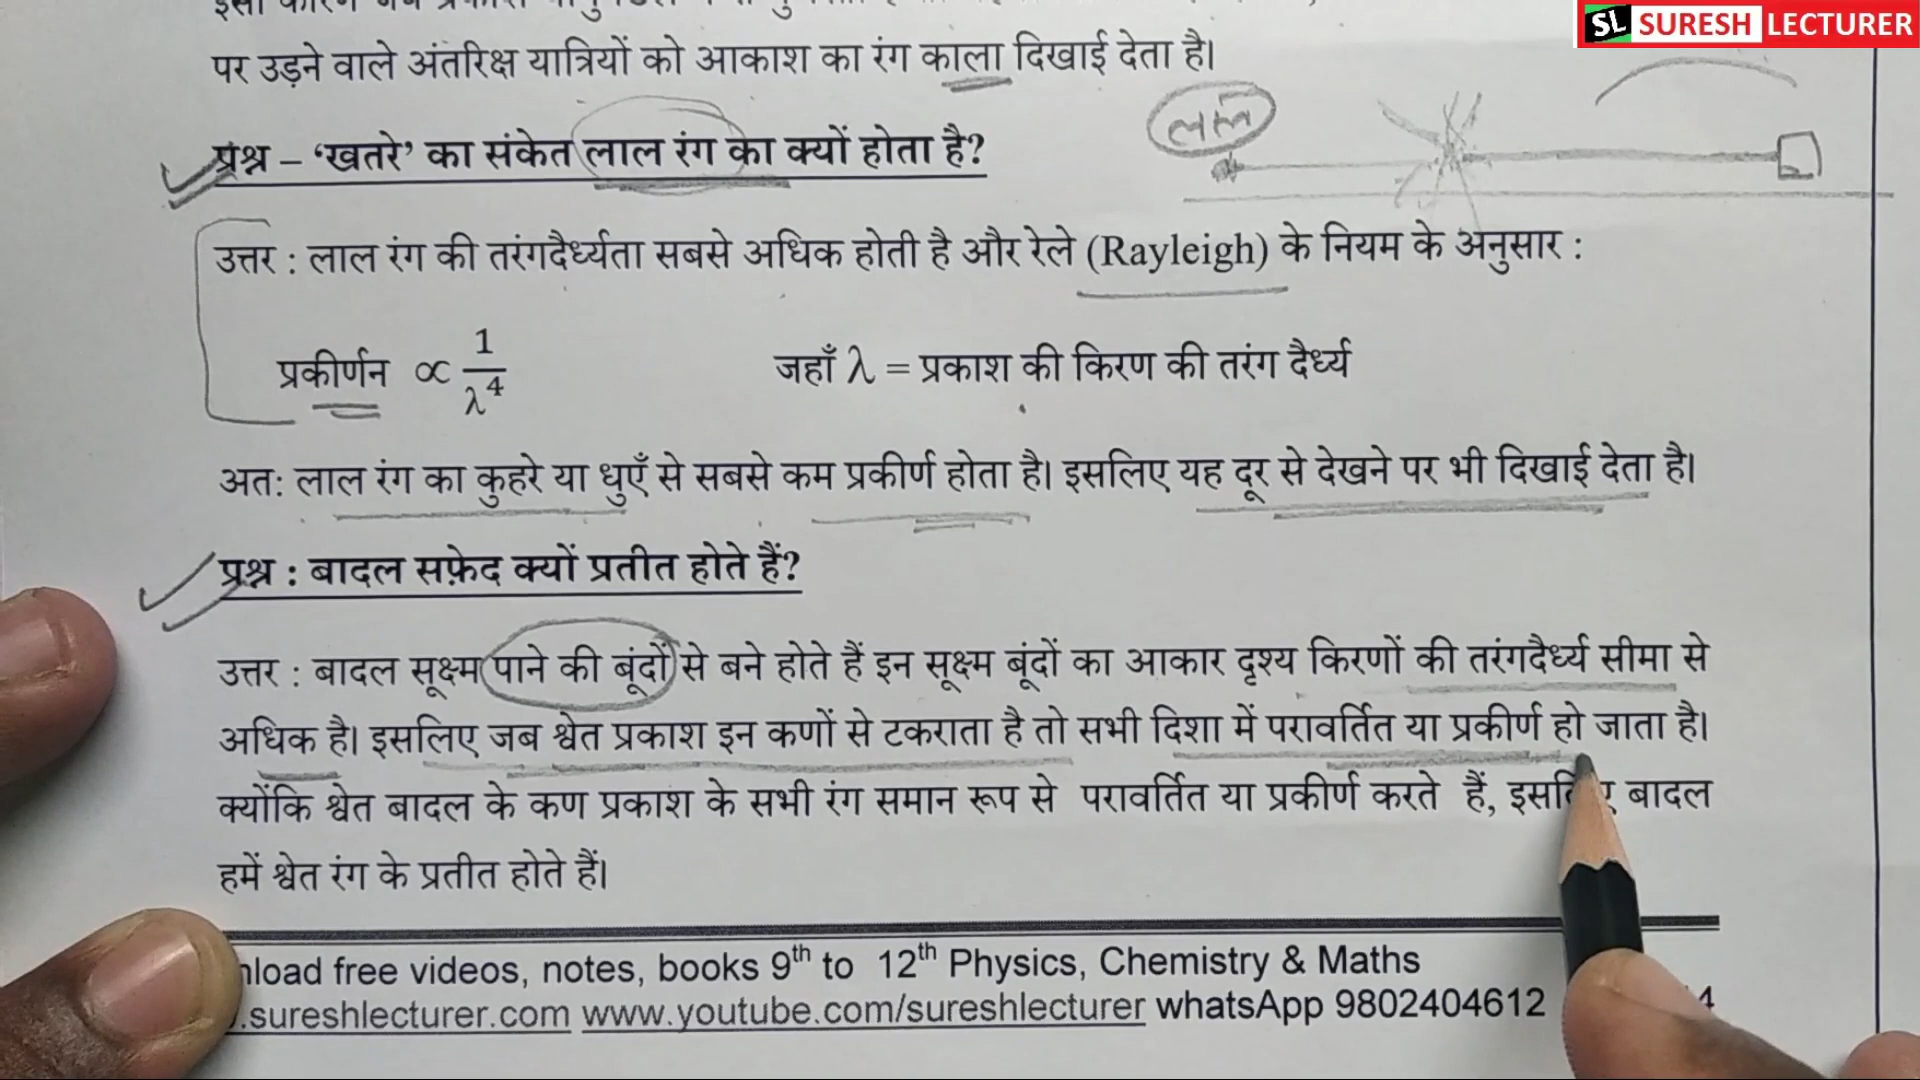 SL SURESH LECTURER
पर उड़ने वाले अंतरिक्ष यात्रियों को आकाश का रंग काला दिखाई देता है।
लाल
प्रश्न – ‘खतरे’ का संकेत लाल रंग का क्यों होता है?
उत्तर : लाल रंग की तरंगदैर्ध्यता सबसे अधिक होती है और रेले (Rayleigh) के नियम के अनुसार :
प्रकीर्णन ∝ 1/λ⁴ जहाँ λ = प्रकाश की किरण की तरंग दैर्ध्य
अत: लाल रंग का कुहरे या धुएँ से सबसे कम प्रकीर्ण होता है। इसलिए यह दूर से देखने पर भी दिखाई देता है।
प्रश्न : बादल सफ़ेद क्यों प्रतीत होते हैं?
उत्तर : बादल सूक्ष्म पाने की बूंदों से बने होते हैं इन सूक्ष्म बूंदों का आकार दृश्य किरणों की तरंगदैर्ध्य सीमा से
अधिक है। इसलिए जब श्वेत प्रकाश इन कणों से टकराता है तो सभी दिशा में परावर्तित या प्रकीर्ण हो जाता है।
क्योंकि श्वेत बादल के कण प्रकाश के सभी रंग समान रूप से परावर्तित या प्रकीर्ण करते हैं, बादल
हमें श्वेत रंग के प्रतीत होते हैं।
nload free videos, notes, books 9th to 12th Physics, Chemistry & Maths
.sureshlecturer.com www.youtube.com/sureshlecturer whatsApp 9802404612